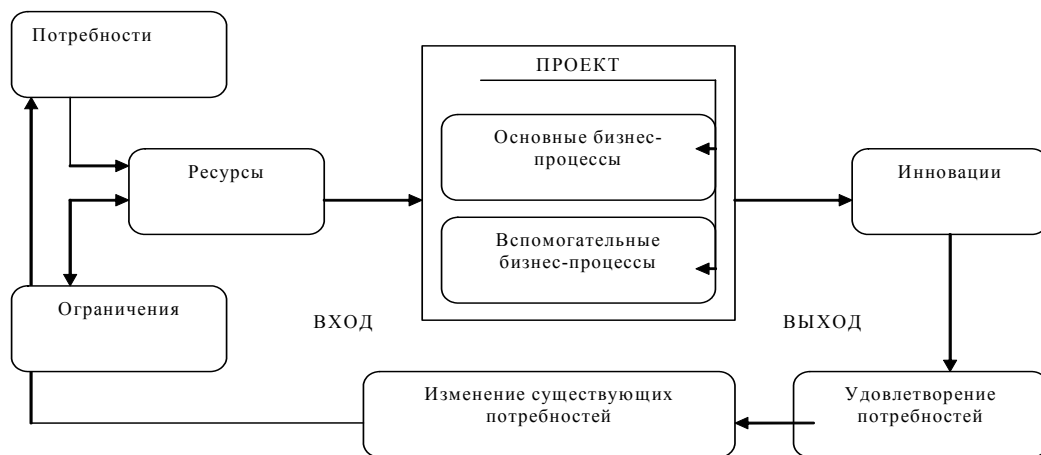 Потребности
ПРОЕКТ
Основные бизнес-
процессы
Ресурсы
Инновации
Вспомогательные
бизнес-процессы
Ограничения
ВХОД
ВЫХОД
Изменение существующих
потребностей
Удовлетворение
потребностей